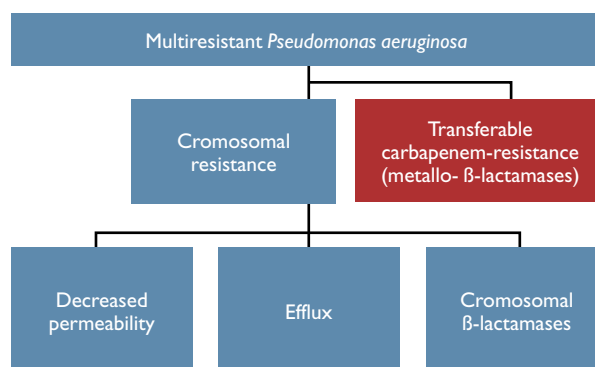 Multiresistant Pseudomonas aeruginosa
Cromosomal
resistance
Transferable
carbapenem-resistance
(metallo- ß-lactamases)
Decreased
permeability
Efflux
Cromosomal
ß-lactamases